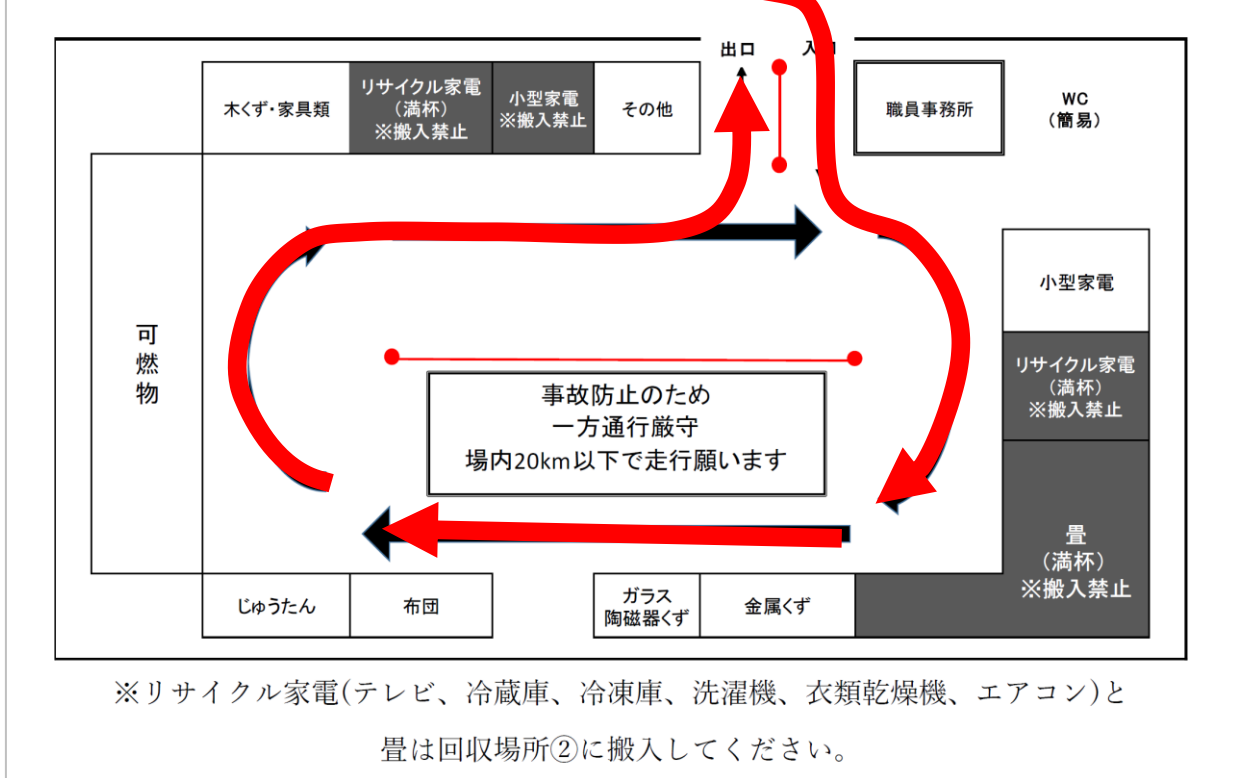 出口
入口
木くず・家具類
リサイクル家電
(満杯)
※搬入禁止
小型家電
※搬入禁止
その他
職員事務所
WC
(簡易)
小型家電
可
燃
物
リサイクル家電
(満杯)
※搬入禁止
事故防止のため
一方通行厳守
場内20km以下で走行願います
畳
(満杯)
※搬入禁止
じゅうたん
布団
ガラス
陶磁器くず
金属くず
※リサイクル家電(テレビ、冷蔵庫、冷凍庫、洗濯機、衣類乾燥機、エアコン)と
畳は回収場所②に搬入してください。